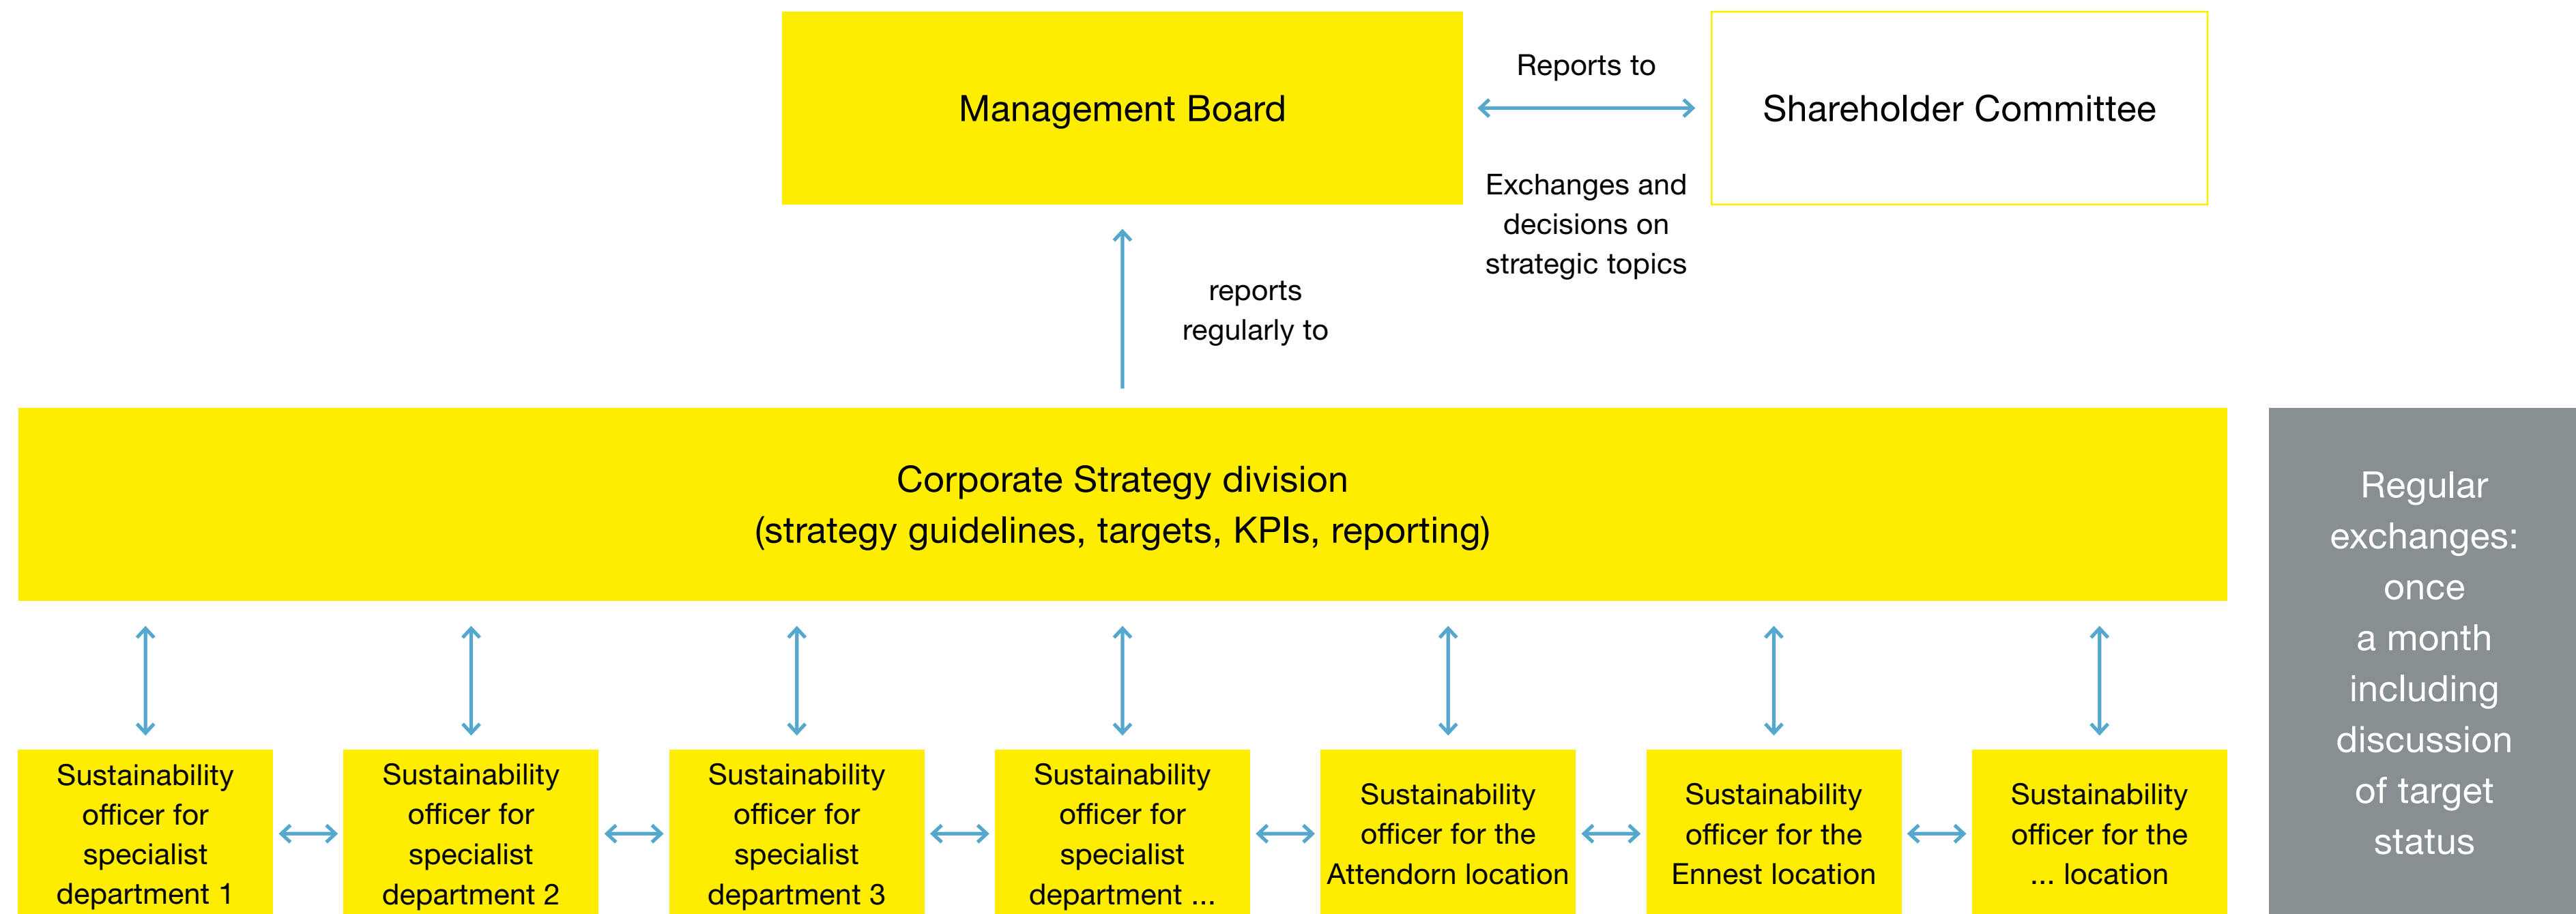 Management Board
Reports to
Exchanges and
decisions on
strategic topics
Shareholder Committee
reports
regularly to
Corporate Strategy division
(strategy guidelines, targets, KPIs, reporting)
Regular
exchanges:
once
a month
including
discussion
of target
status
Sustainability
officer for
specialist
department 1
Sustainability
officer for
specialist
department 2
Sustainability
officer for
specialist
department 3
Sustainability
officer for
specialist
department ...
Sustainability
officer for the
Attendorn location
Sustainability
officer for the
Ennest location
Sustainability
officer for the
... location